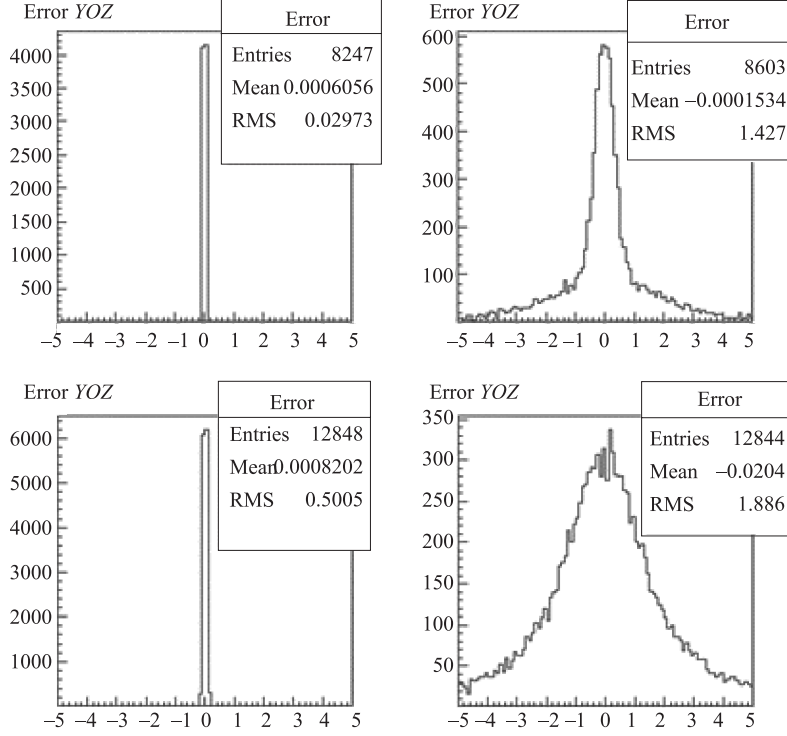 Error YOZ
Error
Entries 8247
Mean 0.0006056
RMS 0.02973
4000
3500
3000
2500
2000
1500
1000
500
–5 –4 –3 –2 –1 0 1 2 3 4 5
Error YOZ
Error
Entries 8603
Mean –0.0001534
RMS 1.427
600
500
400
300
200
100
–5 –4 –3 –2 –1 0 1 2 3 4 5
Error YOZ
Error
Entries 12848
Mean0.0008202
RMS 0.5005
6000
5000
4000
3000
2000
1000
–5 –4 –3 –2 –1 0 1 2 3 4 5
Error YOZ
Error
Entries 12844
Mean –0.0204
RMS 1.886
350
300
250
200
150
100
50
–5 –4 –3 –2 –1 0 1 2 3 4 5